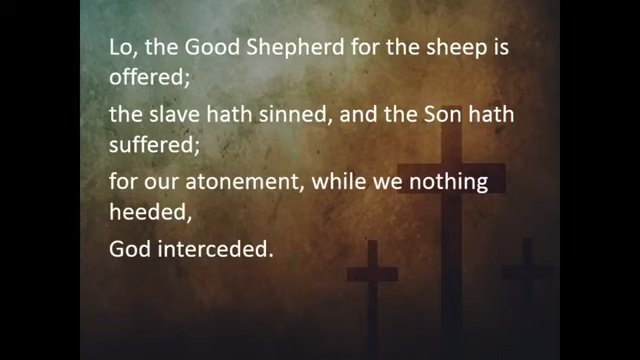 Lo, the Good Shepherd for the sheep is
offered;
the slave hath sinned, and the Son hath
suffered;
for our atonement, while we nothing
heeded,
God interceded.